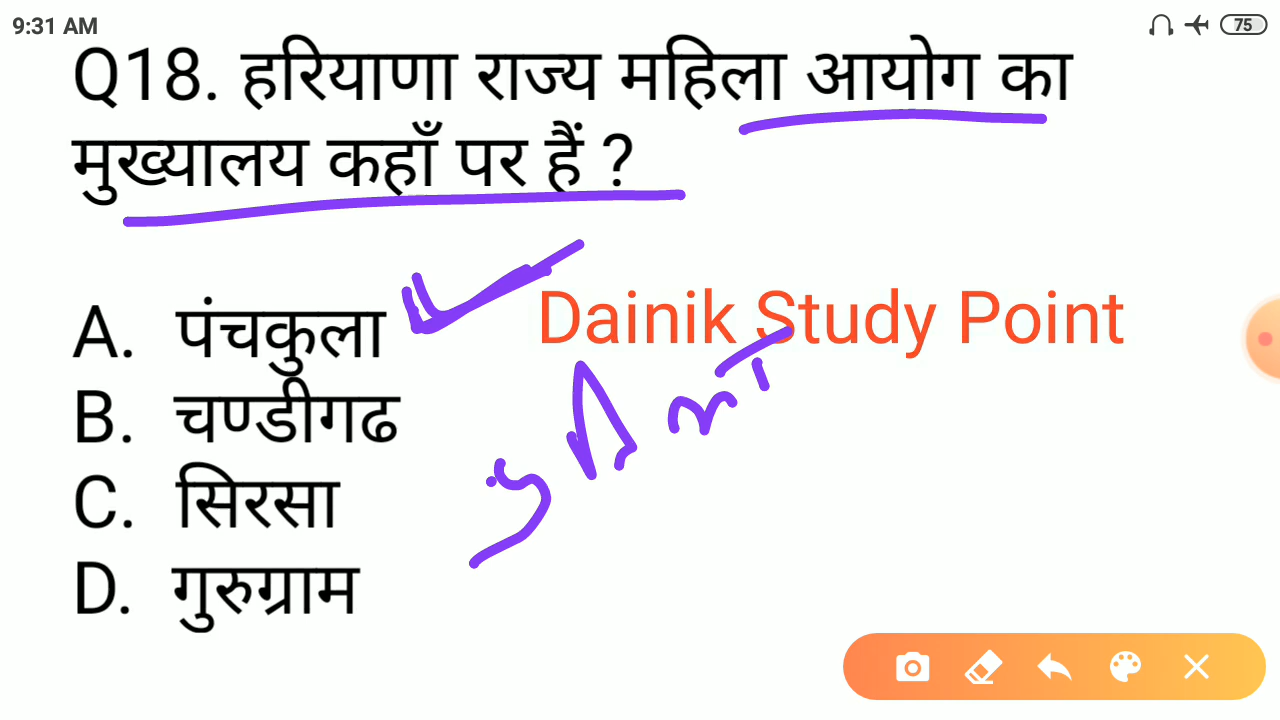 9:31 AM
75
Q18. हरियाणा राज्य महिला आयोग का
मुख्यालय कहाँ पर हैं ?
A. पंचकुला
Dainik Study Point
B. चण्डीगढ
C. सिरसा
D. गुरुग्राम